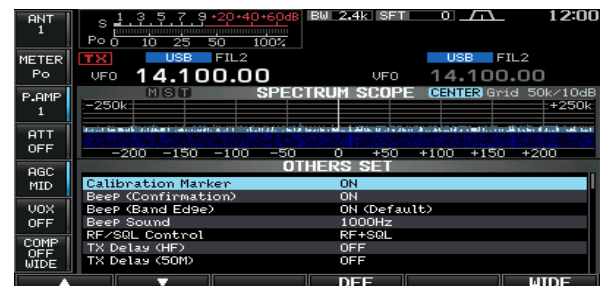 ANT
1
METER
Po
P.AMP
1
ATT
OFF
AGC
MID
VOX
OFF
COMP
OFF
WIDE
S 1 3 5 7 9 +20+40+60dB
Po 0 10 25 50 100%
BW 2.4k SFT 0
12:00
TX USB FIL2
VFO 14.100.00
USB FIL2
VFO 14.100.00
MST SPECTRUM SCOPE CENTER Grid 50k/10dB
-250k +250k
-200 -150 -100 -50 0 +50 +100 +150 +200
OTHERS SET
Calibration Marker ON
Beep (Confirmation) ON
Beep (Band Edge) ON (Default)
Beep Sound 1000Hz
RF/SQL Control RF+SQL
TX Delay (HF) OFF
TX Delay (50M) OFF
DEF WIDE